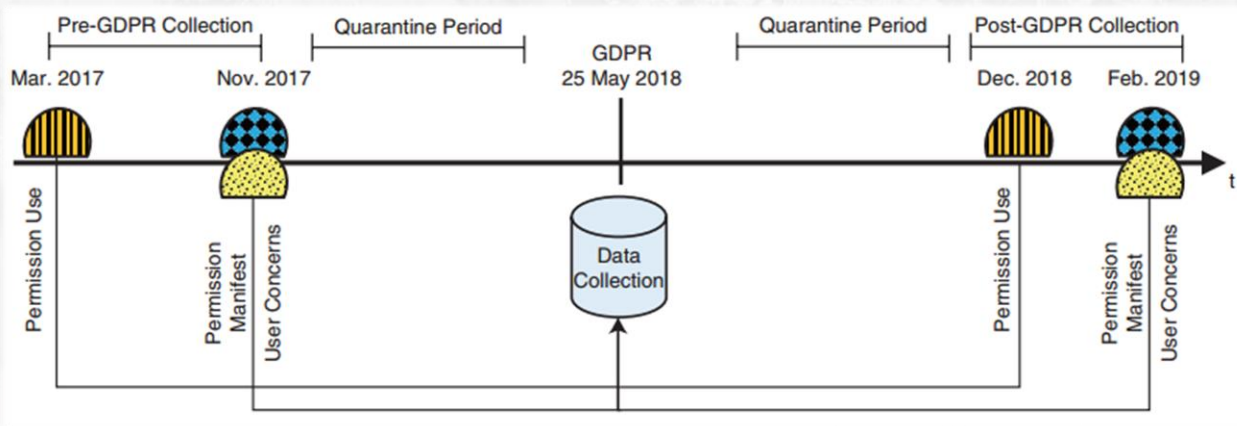 Pre-GDPR Collection
Quarantine Period
Quarantine Period
Post-GDPR Collection
GDPR
25 May 2018
Mar. 2017
Nov. 2017
Dec. 2018
Feb. 2019
t
Permission Use
Permission
Manifest
User Concerns
Data
Collection
Permission Use
Permission
Manifest
User Concerns